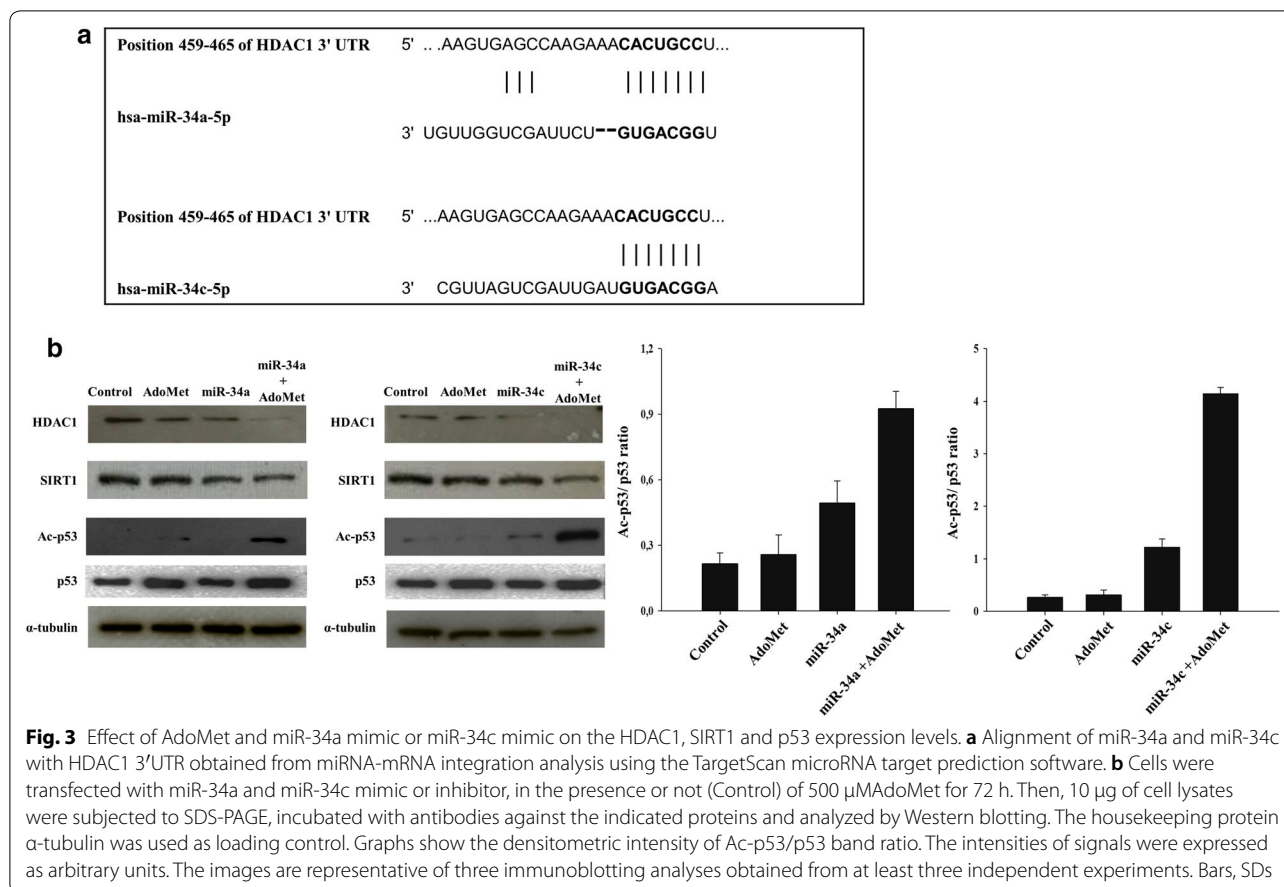 a
Position 459-465 of HDAC1 3' UTR 5' .. .AAGUGAGCCAAGAAACACUGCCU...
hsa-miR-34a-5p
3' UGUUGGUCGAUUCU--GUGACGGU
Position 459-465 of HDAC1 3' UTR 5' ...AAGUGAGCCAAGAAACACUGCCU...
hsa-miR-34c-5p 3' CGUUAGUCGAUUGAUGUGACGGA
b
Control AdoMet miR-34a miR-34a + AdoMet
HDAC1
SIRT1
Ac-p53
p53
α-tubulin
Control AdoMet miR-34c miR-34c + AdoMet
HDAC1
SIRT1
Ac-p53
p53
α-tubulin
Ac-p53/ p53 ratio
1,2
0,9
0,6
0,3
0,0
Control
AdoMet
miR-34a
miR-34a +AdoMet
Ac-p53/ p53 ratio
5
4
3
2
1
0
Control
AdoMet
miR-34c
miR-34c +AdoMet
Fig. 3 Effect of AdoMet and miR-34a mimic or miR-34c mimic on the HDAC1, SIRT1 and p53 expression levels. a Alignment of miR-34a and miR-34c
with HDAC1 3′UTR obtained from miRNA-mRNA integration analysis using the TargetScan microRNA target prediction software. b Cells were
transfected with miR-34a and miR-34c mimic or inhibitor, in the presence or not (Control) of 500 μMAdoMet for 72 h. Then, 10 μg of cell lysates
were subjected to SDS-PAGE, incubated with antibodies against the indicated proteins and analyzed by Western blotting. The housekeeping protein
α-tubulin was used as loading control. Graphs show the densitometric intensity of Ac-p53/p53 band ratio. The intensities of signals were expressed
as arbitrary units. The images are representative of three immunoblotting analyses obtained from at least three independent experiments. Bars, SDs